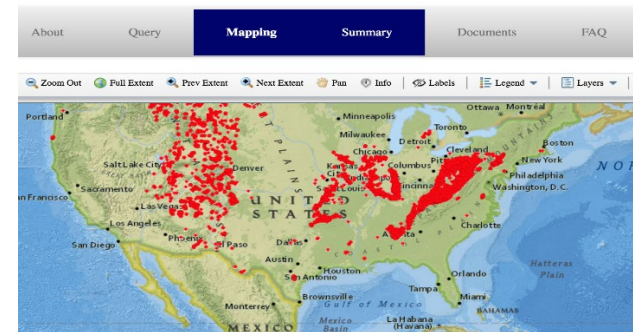 About Query Mapping Summary Documents FAQ
Zoom Out Full Extent Prev Extent Next Extent Pan Info Labels Legend Layers
Ottawa Montréal
Portland Minneapolis Toronto
Milwaukee Detroit Boston
Chicago Cleveland New York
Salt Lake City Denver Columbus Philadelphia
Sacramento Washington, D.C.
n Francisco UNITED
Las Vegas STATES
Los Angeles Charlotte
San Diego Phoenix El Paso Dallas
Austin Houston Hatteras
San Antonio Orlando Plain
Tampa
Monterrey Brownsville Gulf of Mexico Miami
BAHAMAS
MEXICO Mexico Basin La Habana
(Havana)